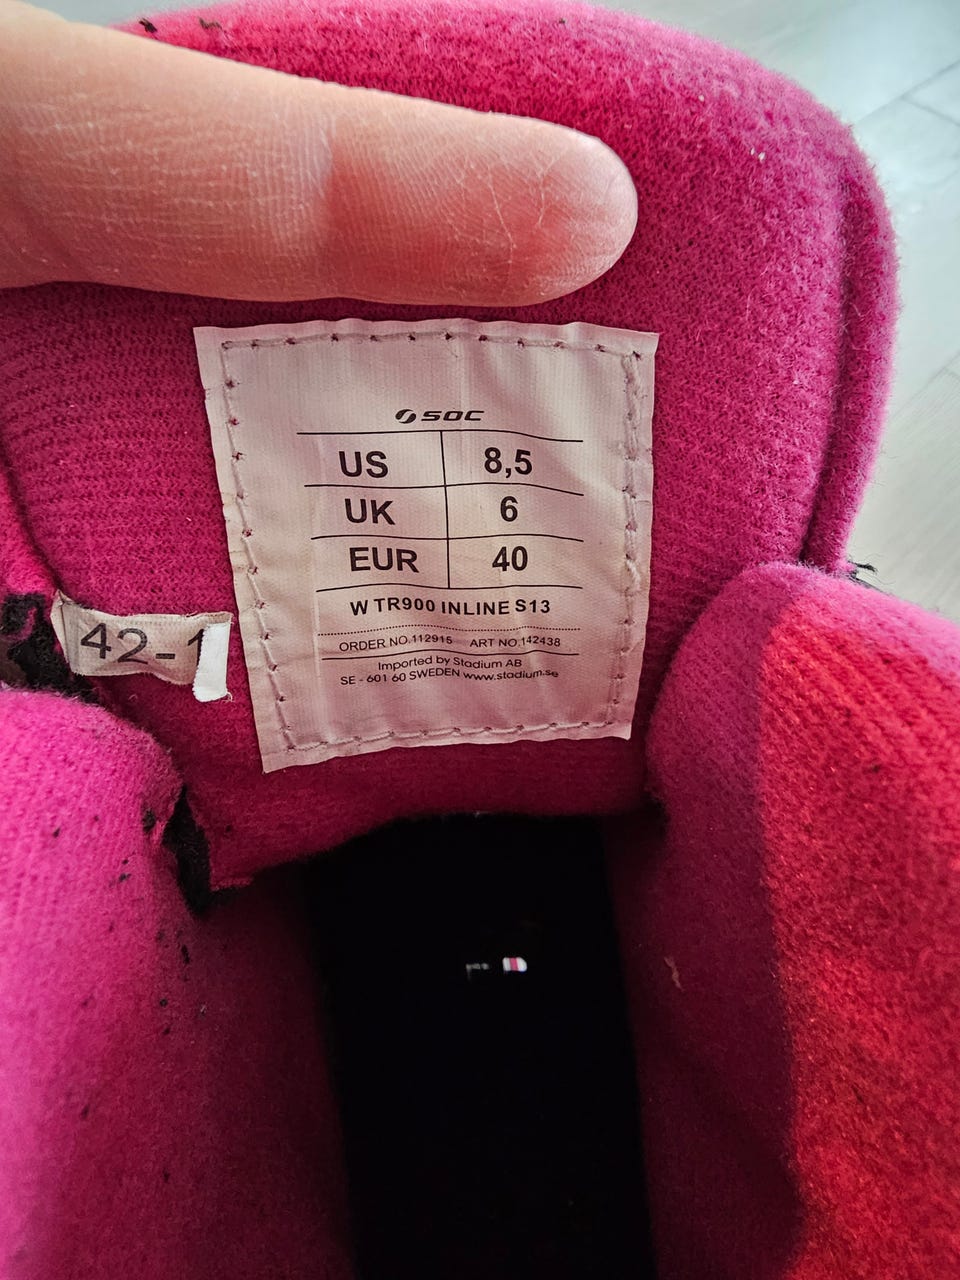 SOC
US 8,5
UK 6
EUR 40
W TR900 INLINE S13
ORDER NO.112915 ART NO.142438
Imported by Stadium AB
SE - 601 60 SWEDEN www.stadium.se
42-1